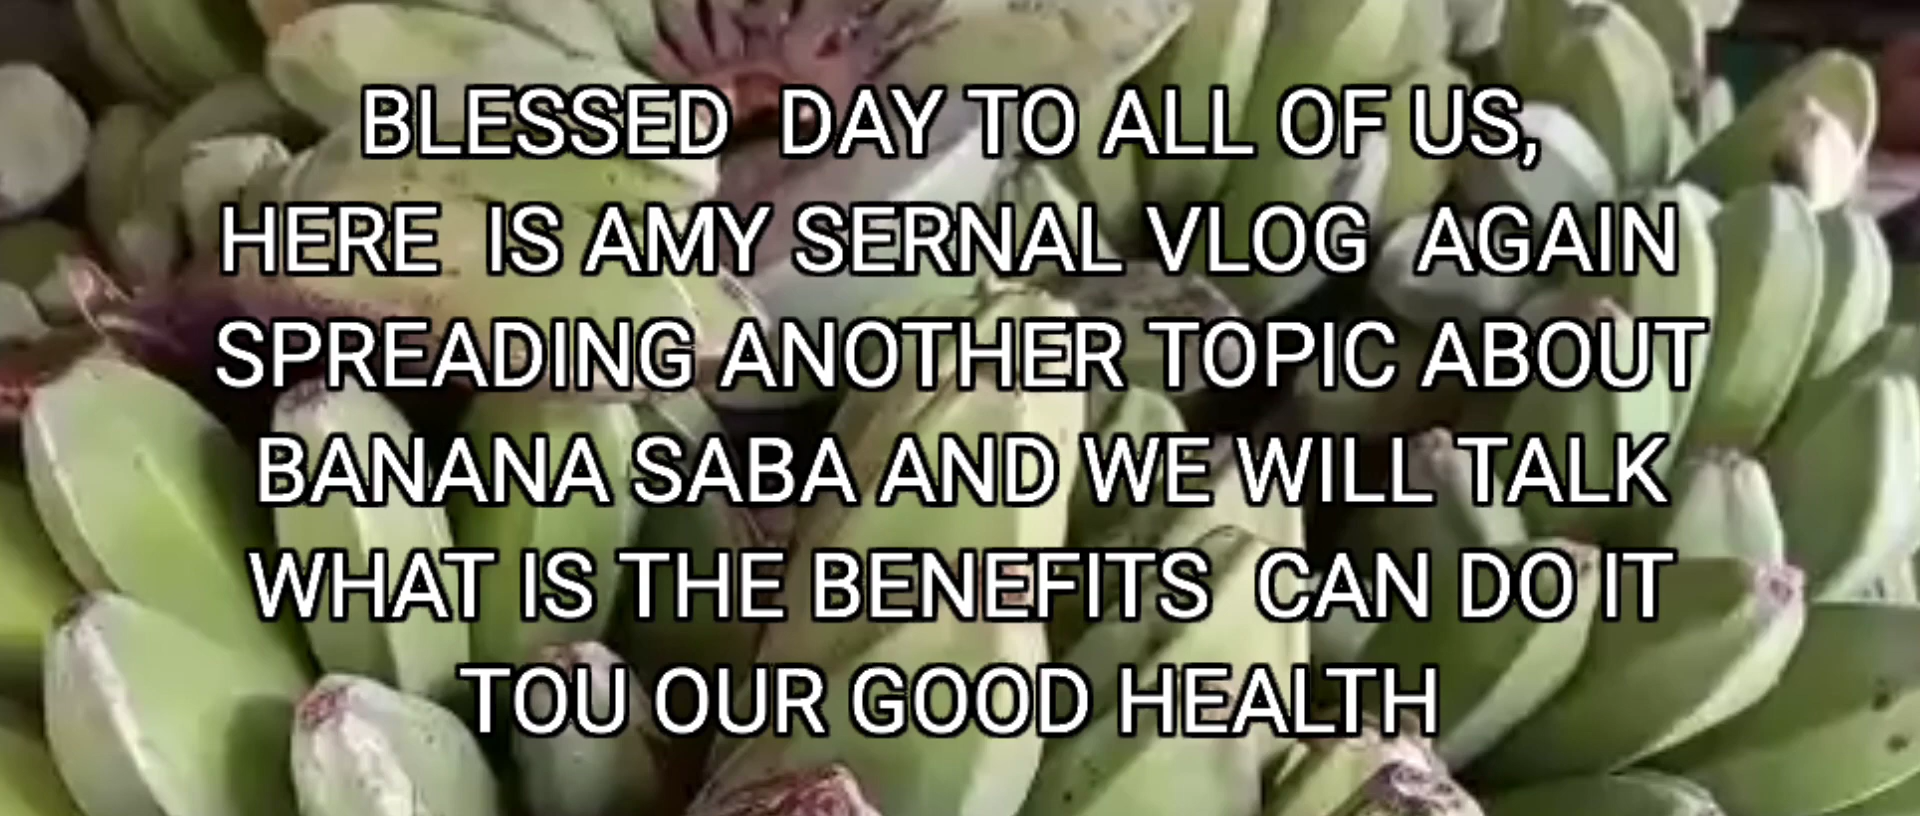 BLESSED  DAY TO ALL OF US,
HERE  IS AMY SERNAL VLOG  AGAIN
SPREADING ANOTHER TOPIC ABOUT
BANANA SABA AND WE WILL TALK
WHAT IS THE BENEFITS  CAN DO IT
TOU OUR GOOD HEALTH